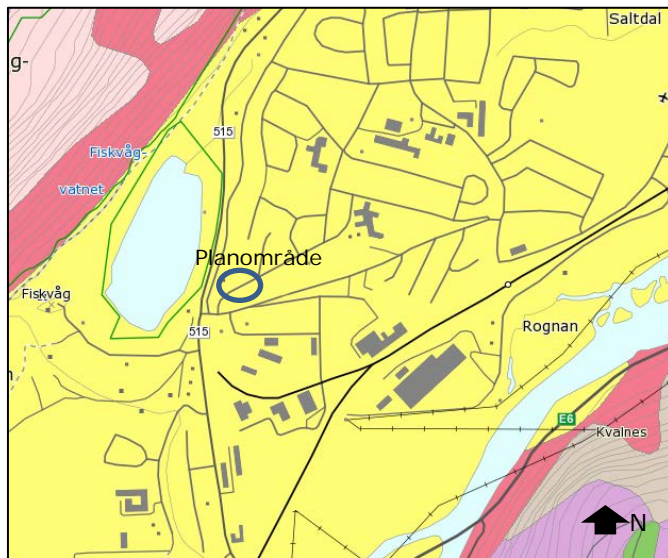 Saltdal
g-
515
Fiskvåg-
vatnet
Planområde
Fiskvåg
515
Rognan
n
E6
Kvalnes
N